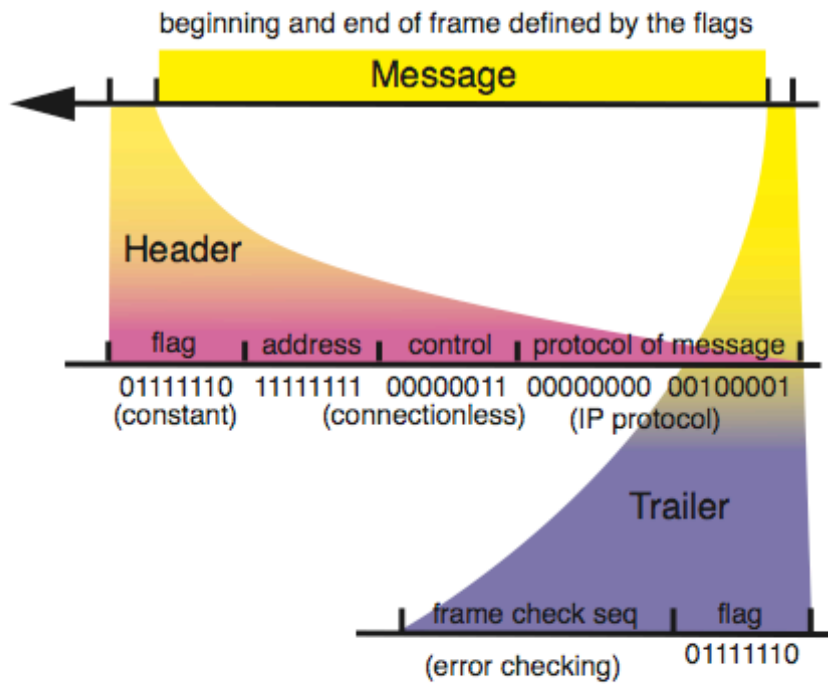 beginning and end of frame defined by the flags
Message
Header
flag address control protocol of message
01111110 11111111 00000011 00000000 00100001
(constant) (connectionless) (IP protocol)
Trailer
frame check seq flag
(error checking) 01111110